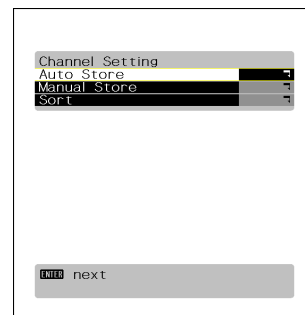 Channel Setting
Auto Store
Manual Store
Sort
ENTER next